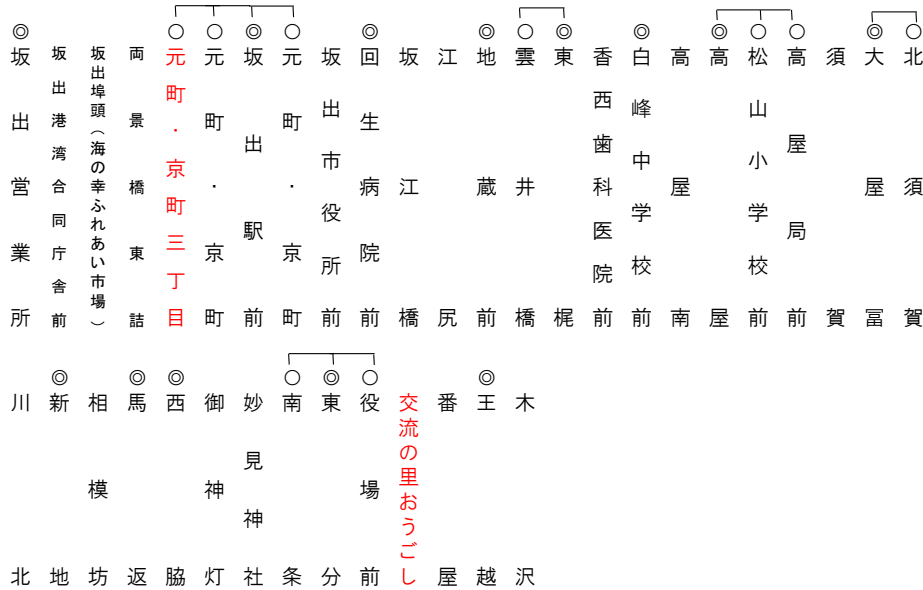 ◎坂出営業所
坂出港湾合同庁舎前
坂出埠頭（海の幸ふれあい市場）
両景橋東詰
○元町・京町三丁目
○元町・京町
◎坂出駅前
○元町・京町
坂出市役所前
◎回生病院前
坂江橋
江尻
◎地蔵前
○雲井橋
◎東梶
香西歯科医院前
◎白峰中学校前
高屋南
◎高屋
○松山小学校前
○高屋局前
須賀
◎大屋冨
○北須賀
川北
◎新地
相模坊
◎馬返
◎西脇
御神灯
妙見神社
○南条
◎東分
○役場前
交流の里おうごし
番屋
◎王越
木沢